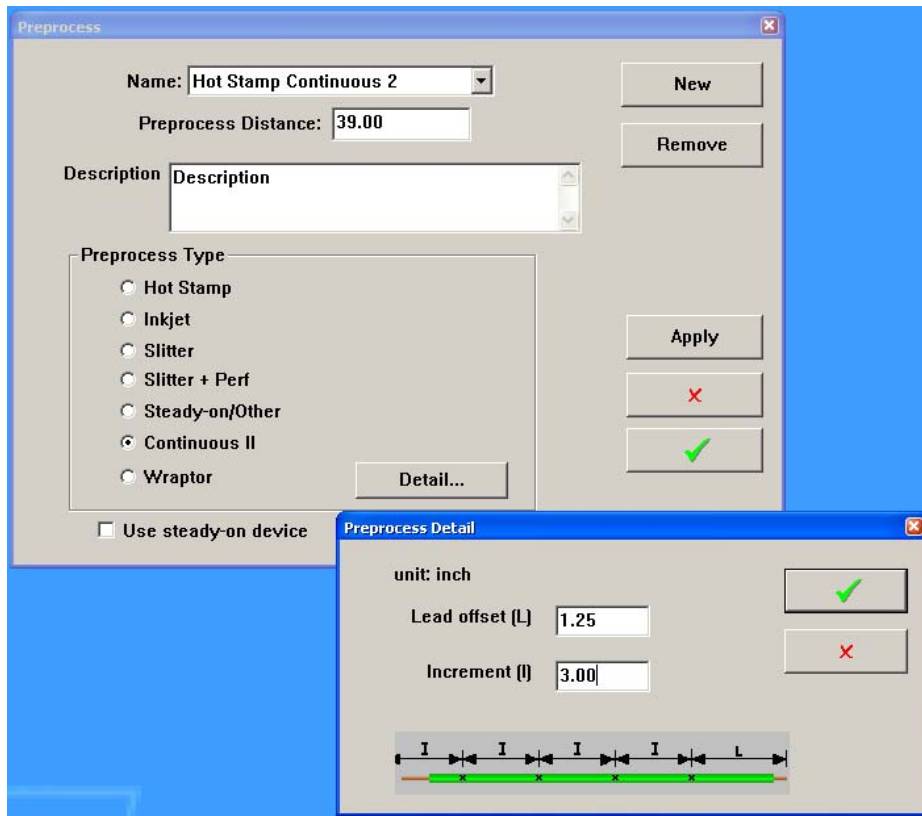 Preprocess
Name: Hot Stamp Continuous 2
New
Preprocess Distance: 39.00
Remove
Description Description
Preprocess Type
Hot Stamp
Inkjet
Slitter
Apply
Slitter + Perf
Steady-on/Other
Continuous II
Wraptor
Detail...
Use steady-on device
Preprocess Detail
unit: inch
Lead offset (L) 1.25
Increment (I) 3.00
I I I I L